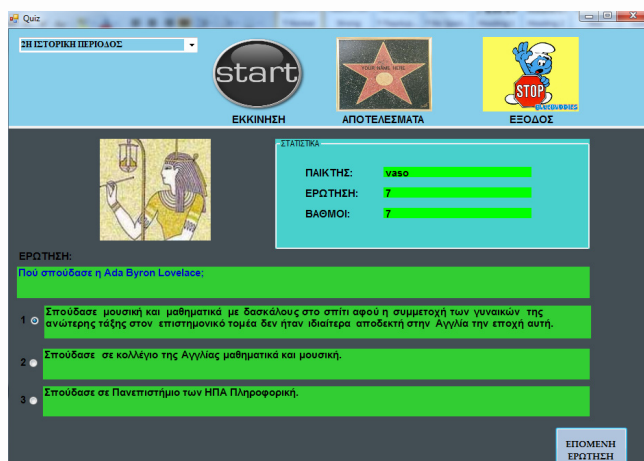 Quiz
2Η ΙΣΤΟΡΙΚΗ ΠΕΡΙΟΔΟΣ
start
YOUR NAME HERE
STOP
ΕΚΚΙΝΗΣΗ
ΑΠΟΤΕΛΕΣΜΑΤΑ
ΕΞΟΔΟΣ
ΣΤΑΤΙΣΤΙΚΑ
ΠΑΙΚΤΗΣ: vaso
ΕΡΩΤΗΣΗ: 7
ΒΑΘΜΟΙ: 7
ΕΡΩΤΗΣΗ:
Πού σπούδασε η Ada Byron Lovelace;
1 Σπούδασε μουσική και μαθηματικά με δασκάλους στο σπίτι αφού η συμμετοχή των γυναικών της
ανώτερης τάξης στον επιστημονικό τομέα δεν ήταν ιδιαίτερα αποδεκτή στην Αγγλία την εποχή αυτή.
2 Σπούδασε σε κολλέγιο της Αγγλίας μαθηματικά και μουσική.
3 Σπούδασε σε Πανεπιστήμιο των ΗΠΑ Πληροφορική.
ΕΠΟΜΕΝΗ
ΕΡΩΤΗΣΗ